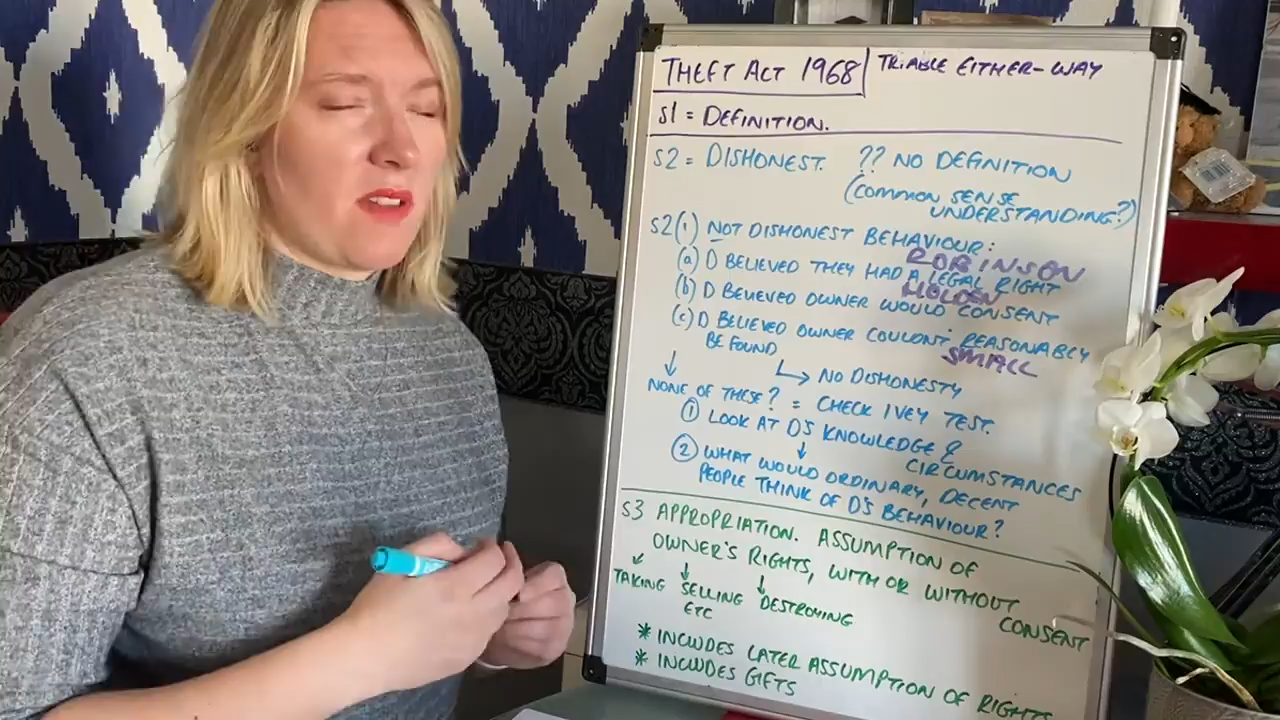 THEFT ACT 1968 | TRIABLE EITHER-WAY
S1 = DEFINITION.
S2 = DISHONEST. ?? NO DEFINITION
(COMMON SENSE
UNDERSTANDING?)
S2(1) NOT DISHONEST BEHAVIOUR:
ROBINSON
(a) D BELIEVED THEY HAD A LEGAL RIGHT
HOLDEN
(b) D BELIEVED OWNER WOULD CONSENT
(c) D BELIEVED OWNER COULDN'T REASONABLY
BE FOUND
SMALL
↓ ↳ NO DISHONESTY
NONE OF THESE? = CHECK IVEY TEST.
① LOOK AT D'S KNOWLEDGE &
CIRCUMSTANCES
↓
② WHAT WOULD ORDINARY, DECENT
PEOPLE THINK OF D'S BEHAVIOUR?
S3 APPROPRIATION. ASSUMPTION OF
OWNER'S RIGHTS, WITH OR WITHOUT
CONSENT
TAKING SELLING DESTROYING
ETC
* INCLUDES LATER ASSUMPTION OF RIGHTS
* INCLUDES GIFTS